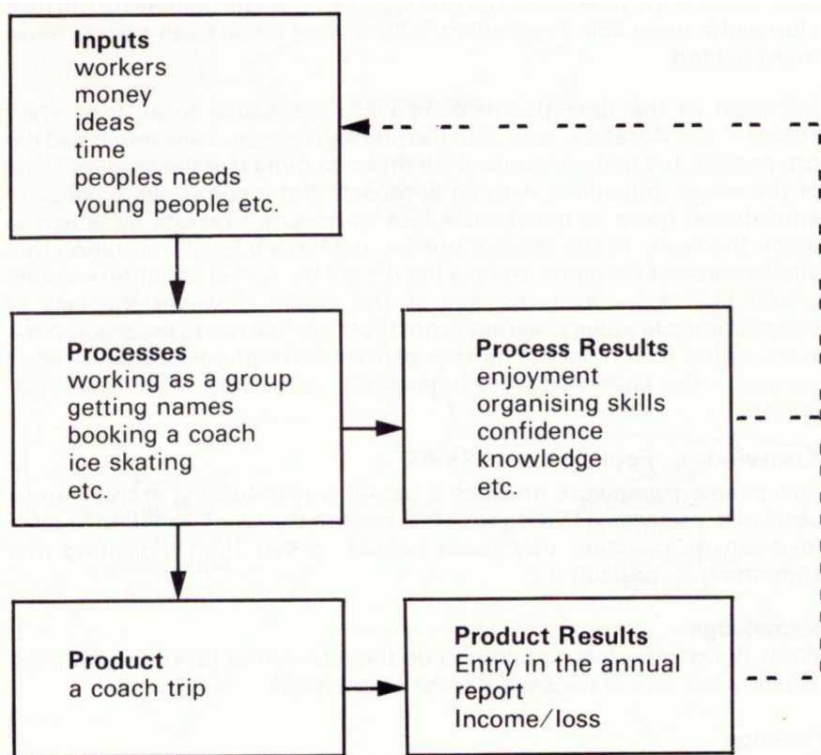 Inputs
workers
money
ideas
time
peoples needs
young people etc.
Processes
working as a group
getting names
booking a coach
ice skating
etc.
Process Results
enjoyment
organising skills
confidence
knowledge
etc.
Product
a coach trip
Product Results
Entry in the annual
report
Income/loss